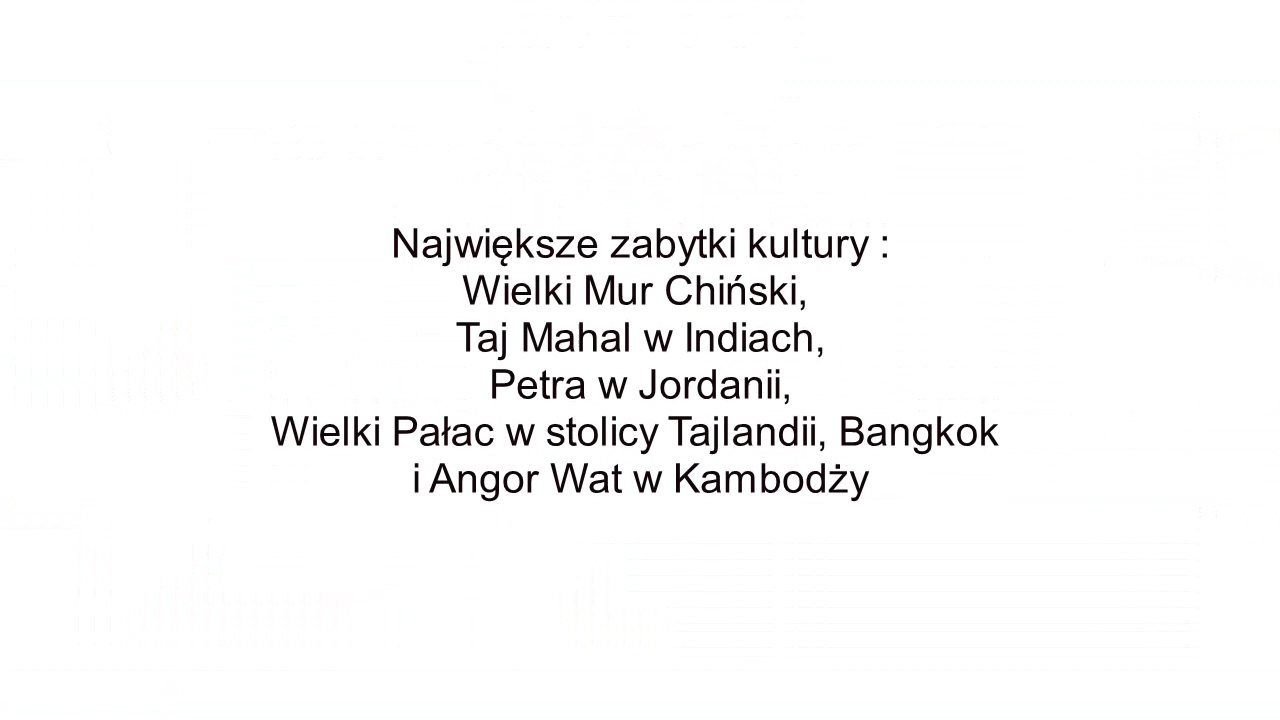 Największe zabytki kultury :
Wielki Mur Chiński,
Taj Mahal w Indiach,
Petra w Jordanii,
Wielki Pałac w stolicy Tajlandii, Bangkok
i Angor Wat w Kambodży